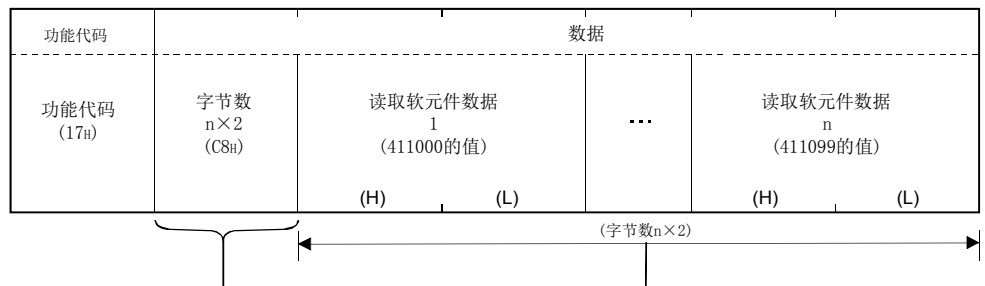 功能代码
数据
功能代码
(17H)
字节数
n×2
(C8H)
读取软元件数据
1
(411000的值)
(H)
(L)
…
读取软元件数据
n
(411099的值)
(H)
(L)
(字节数n×2)